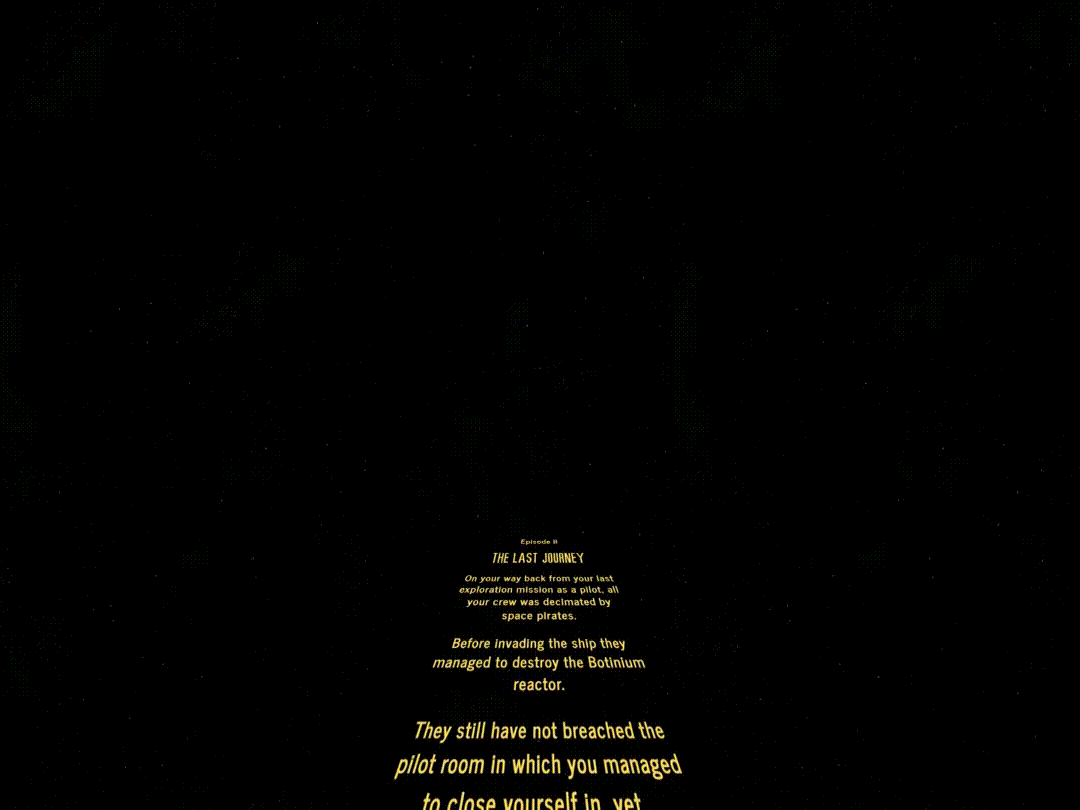 Episode II
THE LAST JOURNEY
On your way back from your last
exploration mission as a pilot, all
your crew was decimated by
space pirates.
Before invading the ship they
managed to destroy the Botinium
reactor.
They still have not breached the
pilot room in which you managed
to close yourself in, yet